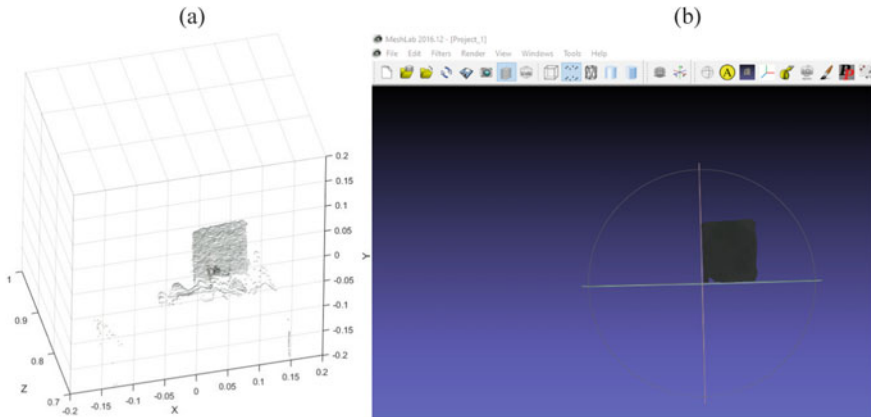 (a)
(b)
MeshLab 2016.12 - [Project_1]
File Edit Filters Render View Windows Tools Help
A
0.2
0.15
0.1
0.05
0
-0.05
-0.1
-0.15
-0.2
Y
1
0.9
0.8
0.7
Z
-0.2
-0.15
-0.1
-0.05
0
0.05
0.1
0.15
0.2
X